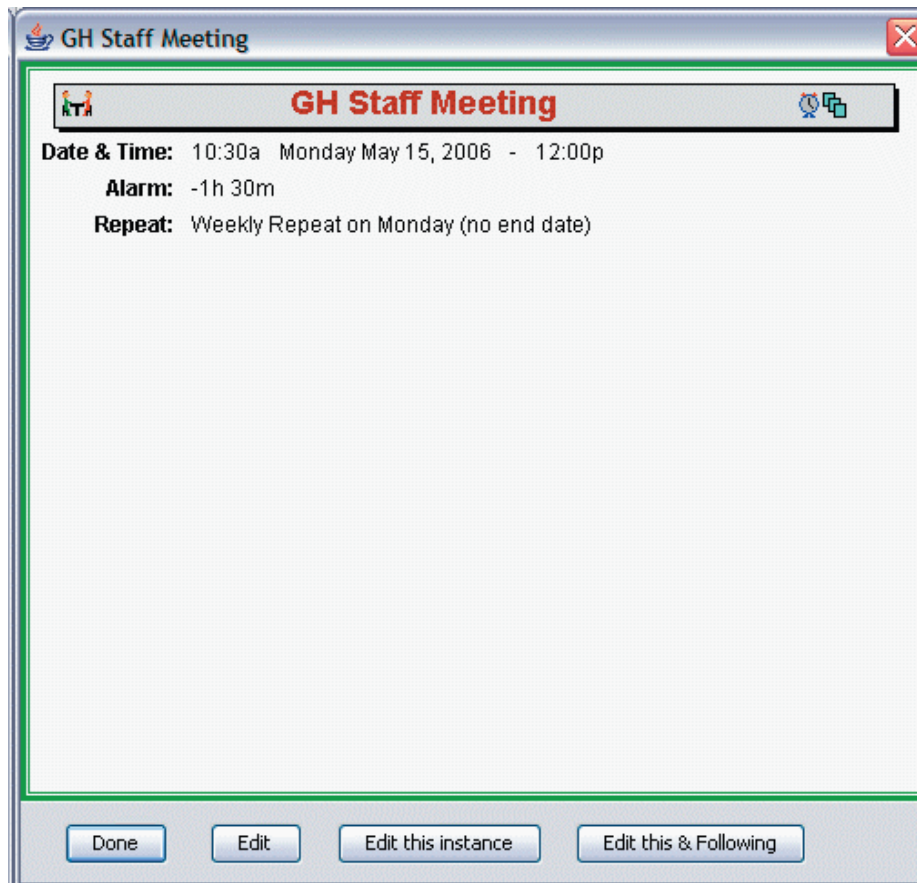 GH Staff Meeting
GH Staff Meeting
Date & Time: 10:30a Monday May 15, 2006 - 12:00p
Alarm: -1h 30m
Repeat: Weekly Repeat on Monday (no end date)
Done Edit Edit this instance Edit this & Following